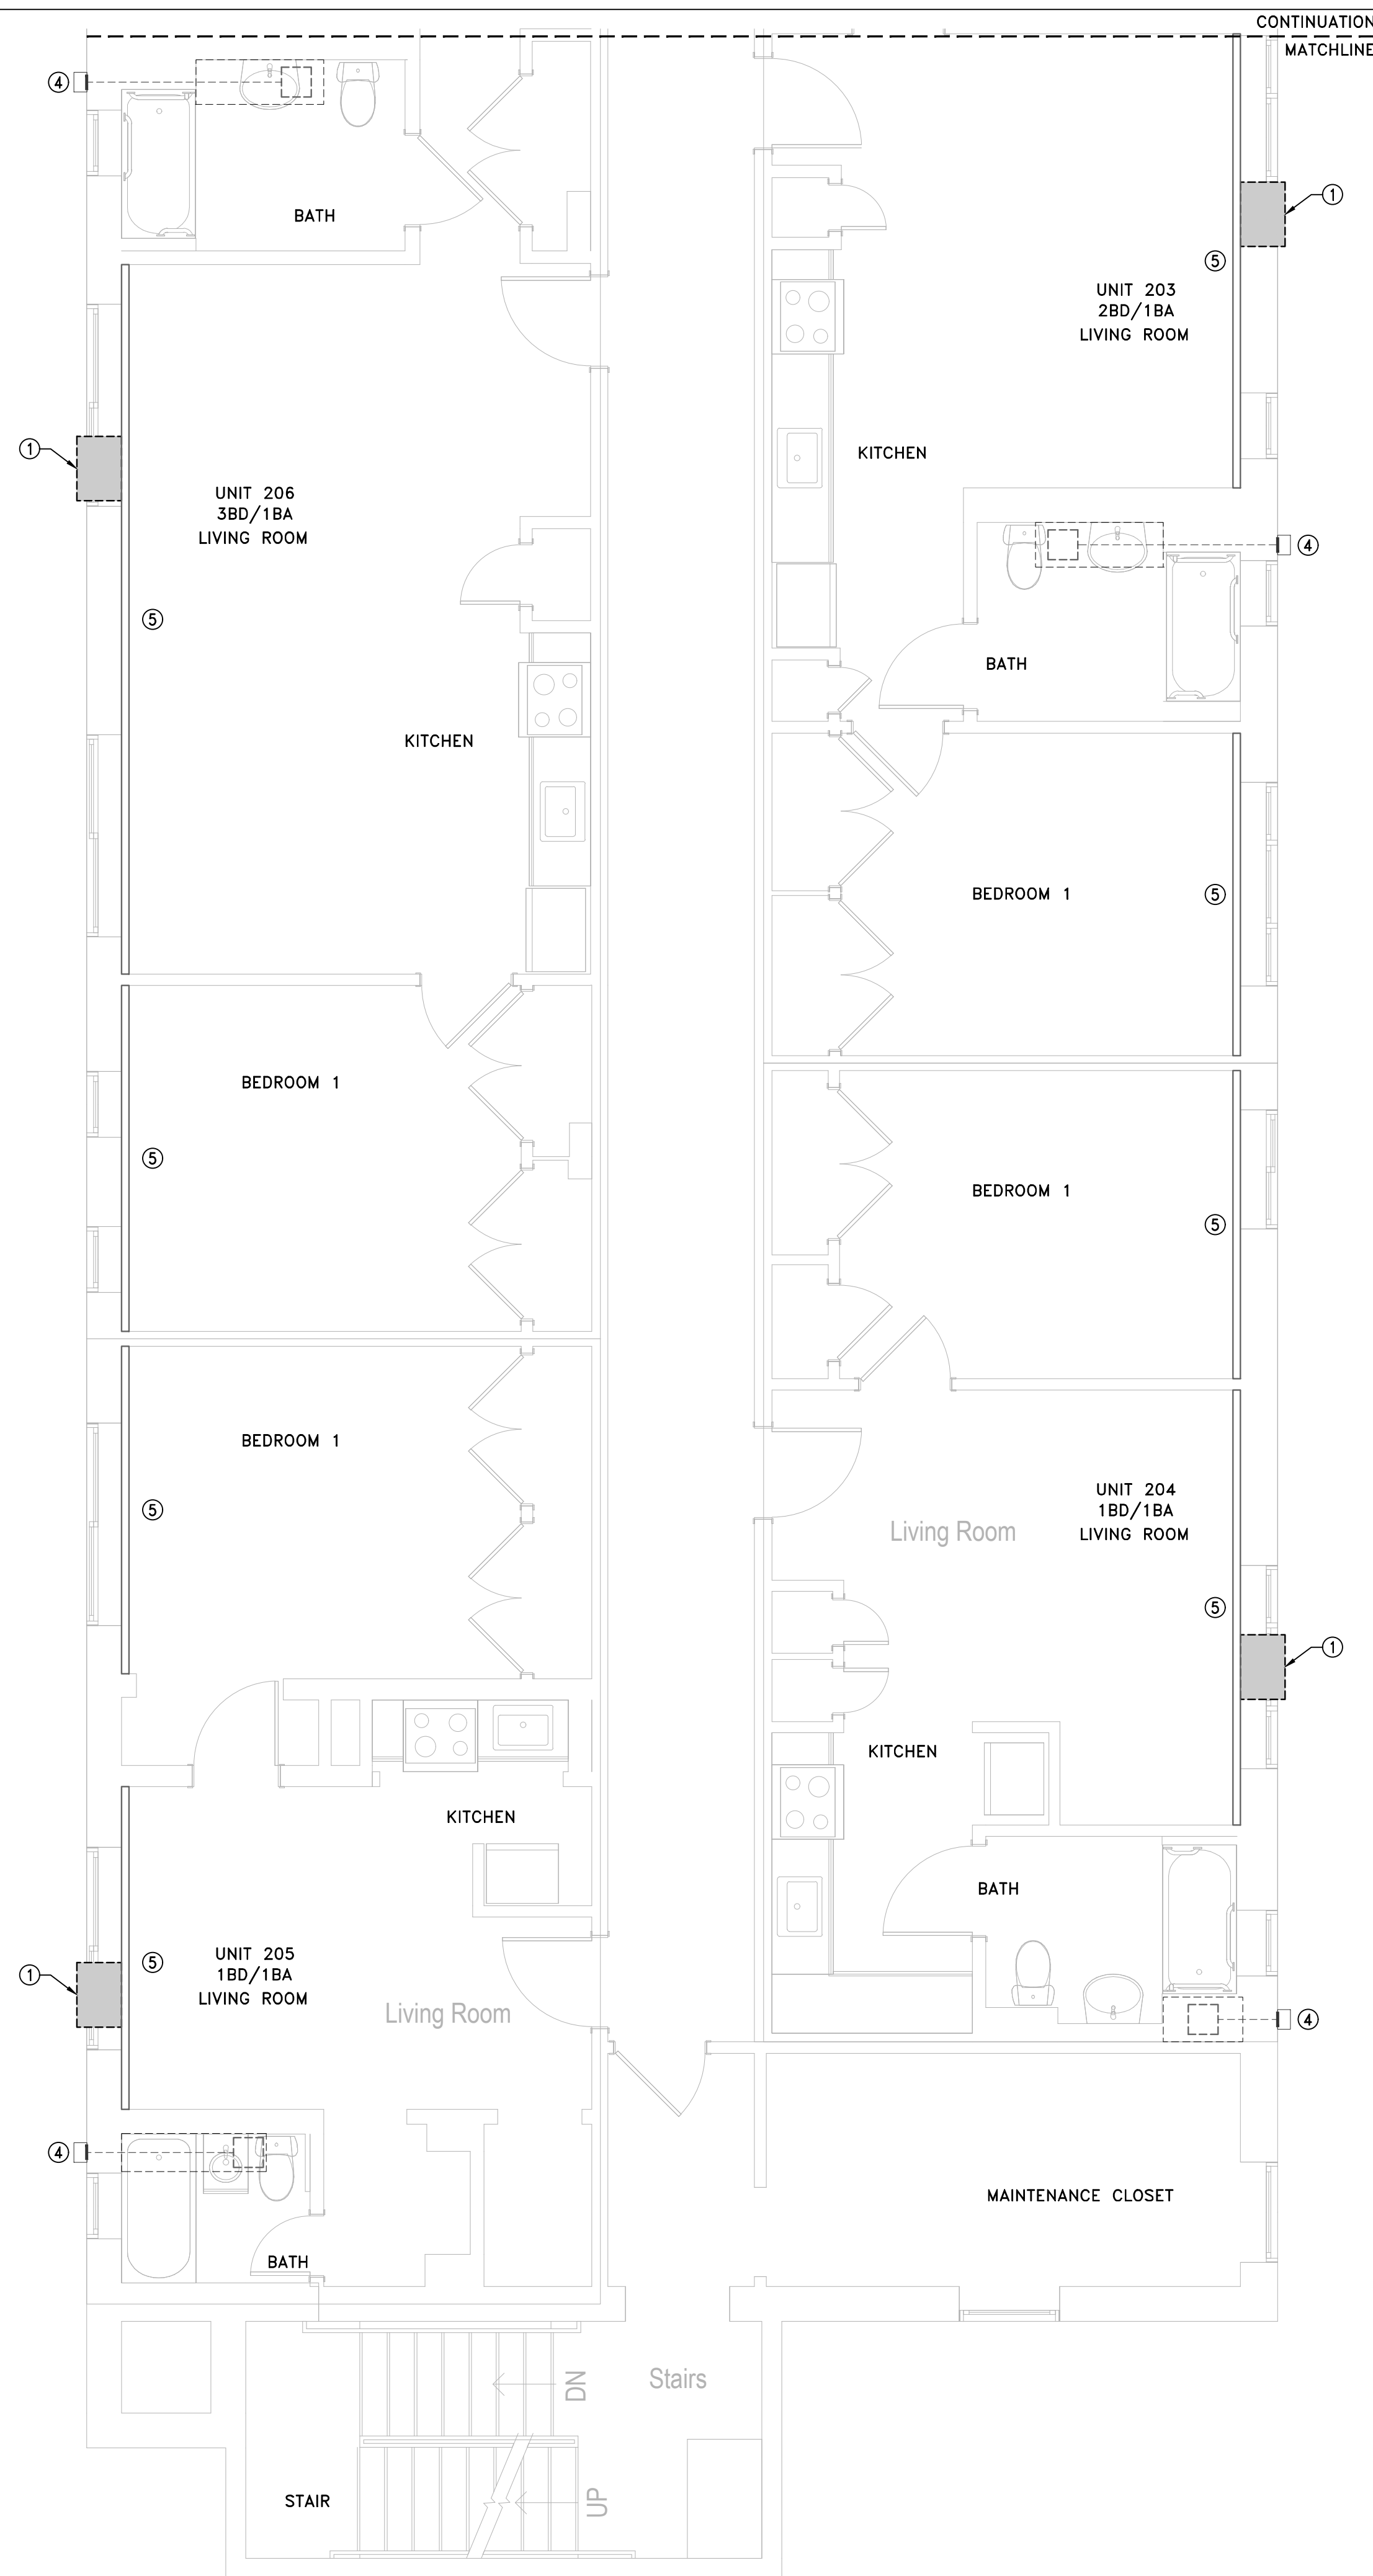 CONTINUATION
MATCHLINE
4
BATH
1
5
UNIT 203
2BD/1BA
LIVING ROOM
1
KITCHEN
UNIT 206
3BD/1BA
LIVING ROOM
4
5
BATH
KITCHEN
BEDROOM 1
5
BEDROOM 1
5
BEDROOM 1
5
BEDROOM 1
5
UNIT 204
1BD/1BA
LIVING ROOM
Living Room
5
1
KITCHEN
KITCHEN
BATH
UNIT 205
1BD/1BA
LIVING ROOM
5
1
Living Room
4
4
BATH
MAINTENANCE CLOSET
DN
Stairs
STAIR
UP